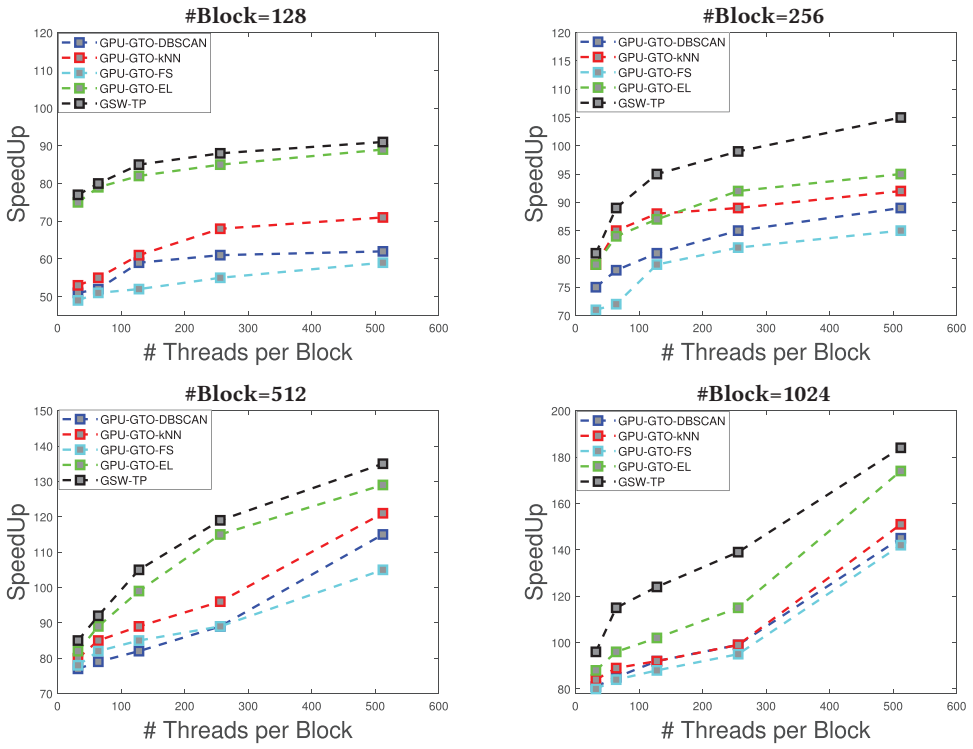 #Block=128
120
110
100
90
80
70
60
50
0
100
200
300
400
500
600
SpeedUp
# Threads per Block
GPU-GTO-DBSCAN
GPU-GTO-kNN
GPU-GTO-FS
GPU-GTO-EL
GSW-TP
#Block=256
120
115
110
105
100
95
90
85
80
75
70
0
100
200
300
400
500
600
SpeedUp
# Threads per Block
GPU-GTO-DBSCAN
GPU-GTO-kNN
GPU-GTO-FS
GPU-GTO-EL
GSW-TP
#Block=512
150
140
130
120
110
100
90
80
70
0
100
200
300
400
500
600
SpeedUp
# Threads per Block
GPU-GTO-DBSCAN
GPU-GTO-kNN
GPU-GTO-FS
GPU-GTO-EL
GSW-TP
#Block=1024
200
180
160
140
120
100
80
0
100
200
300
400
500
600
SpeedUp
# Threads per Block
GPU-GTO-DBSCAN
GPU-GTO-kNN
GPU-GTO-FS
GPU-GTO-EL
GSW-TP